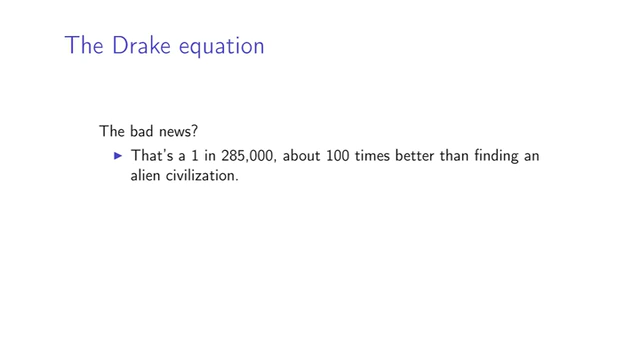 The Drake equation
The bad news?
▶ That's a 1 in 285,000, about 100 times better than finding an
alien civilization.